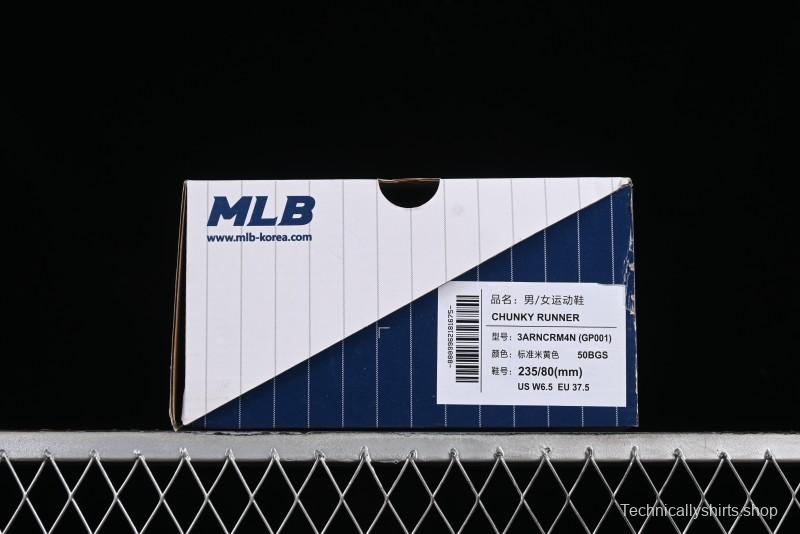 MLB
www.mlb-korea.com
品名：男/女运动鞋
CHUNKY RUNNER
型号：3ARNCRM4N (GP001)
颜色：标准米黄色 50BGS
鞋号：235/80(mm)
US W6.5 EU 37.5
Technicallyshirts.shop